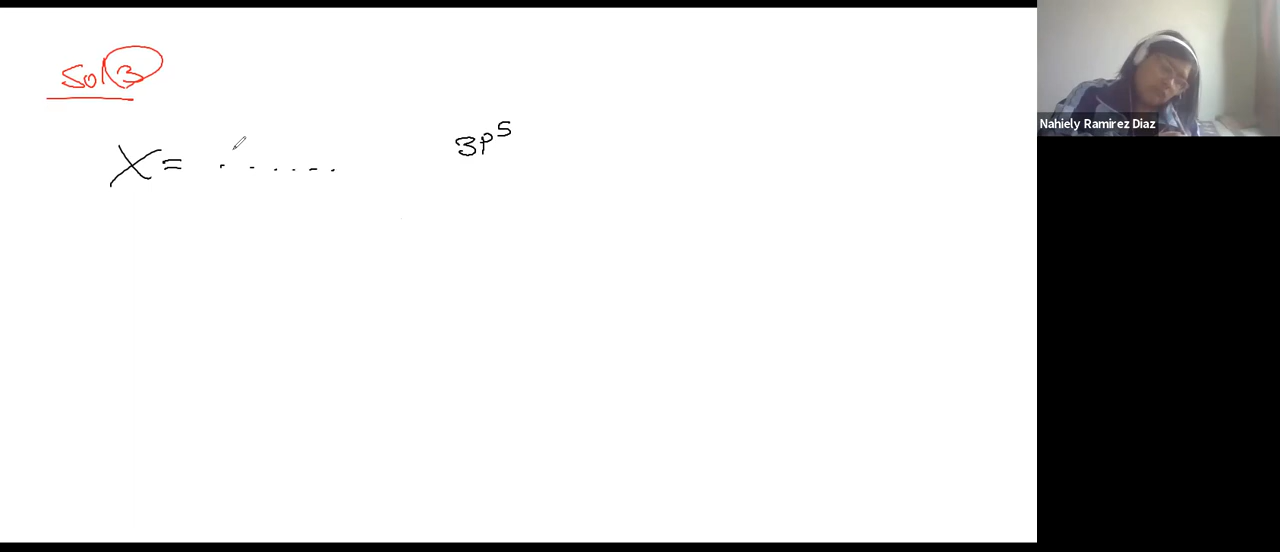 Sol 3
X = . . . . . . 3p⁵
Nahiely Ramirez Diaz